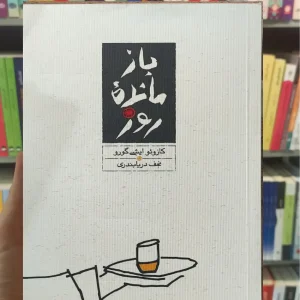 باز
ماندهٔ
روز
کازوئو ایشی گورو
نجف دریابندری